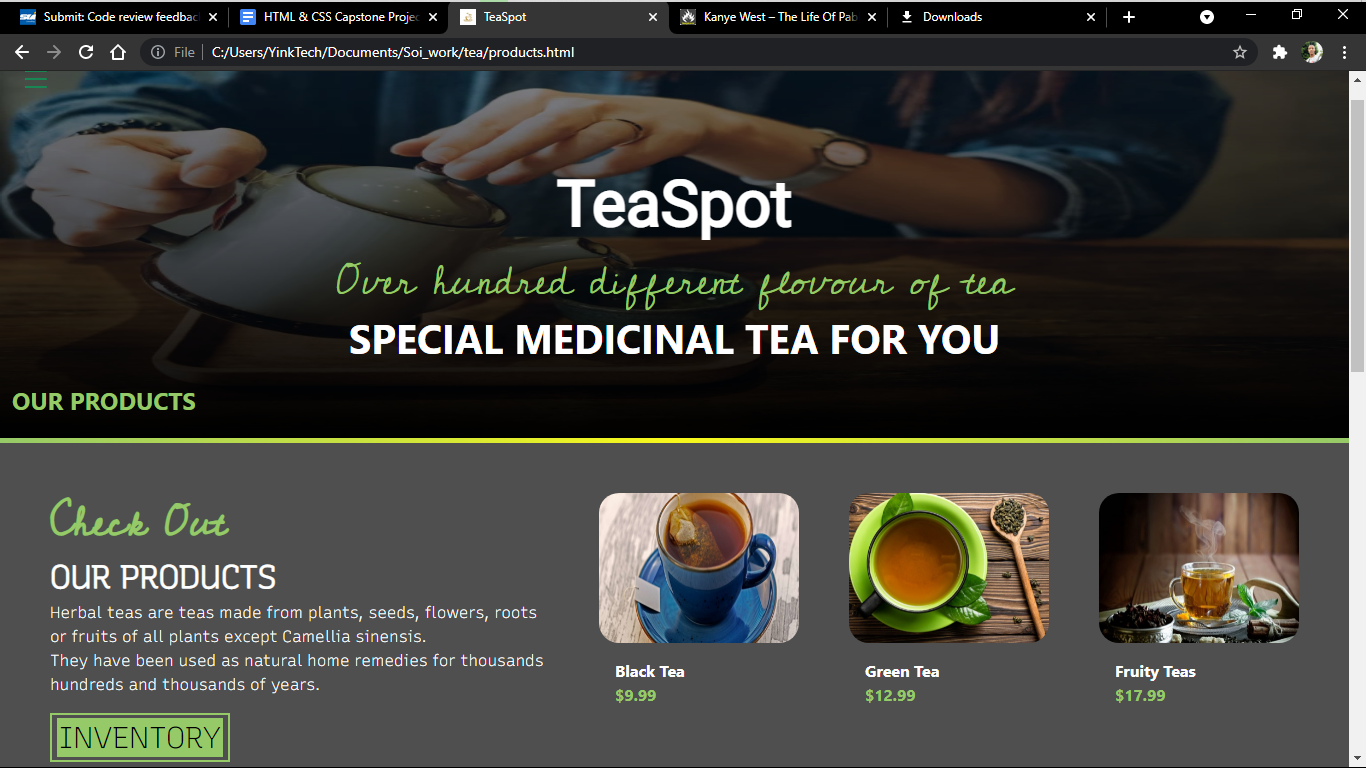 Submit: Code review feedbac
HTML & CSS Capstone Projec
TeaSpot
Kanye West – The Life Of Pab
Downloads
File
C:/Users/YinkTech/Documents/Soi_work/tea/products.html
TeaSpot
Over hundred different flovour of tea
SPECIAL MEDICINAL TEA FOR YOU
OUR PRODUCTS
Check Out
OUR PRODUCTS
Herbal teas are teas made from plants, seeds, flowers, roots
or fruits of all plants except Camellia sinensis.
They have been used as natural home remedies for thousands
hundreds and thousands of years.
INVENTORY
Black Tea
$9.99
Green Tea
$12.99
Fruity Teas
$17.99